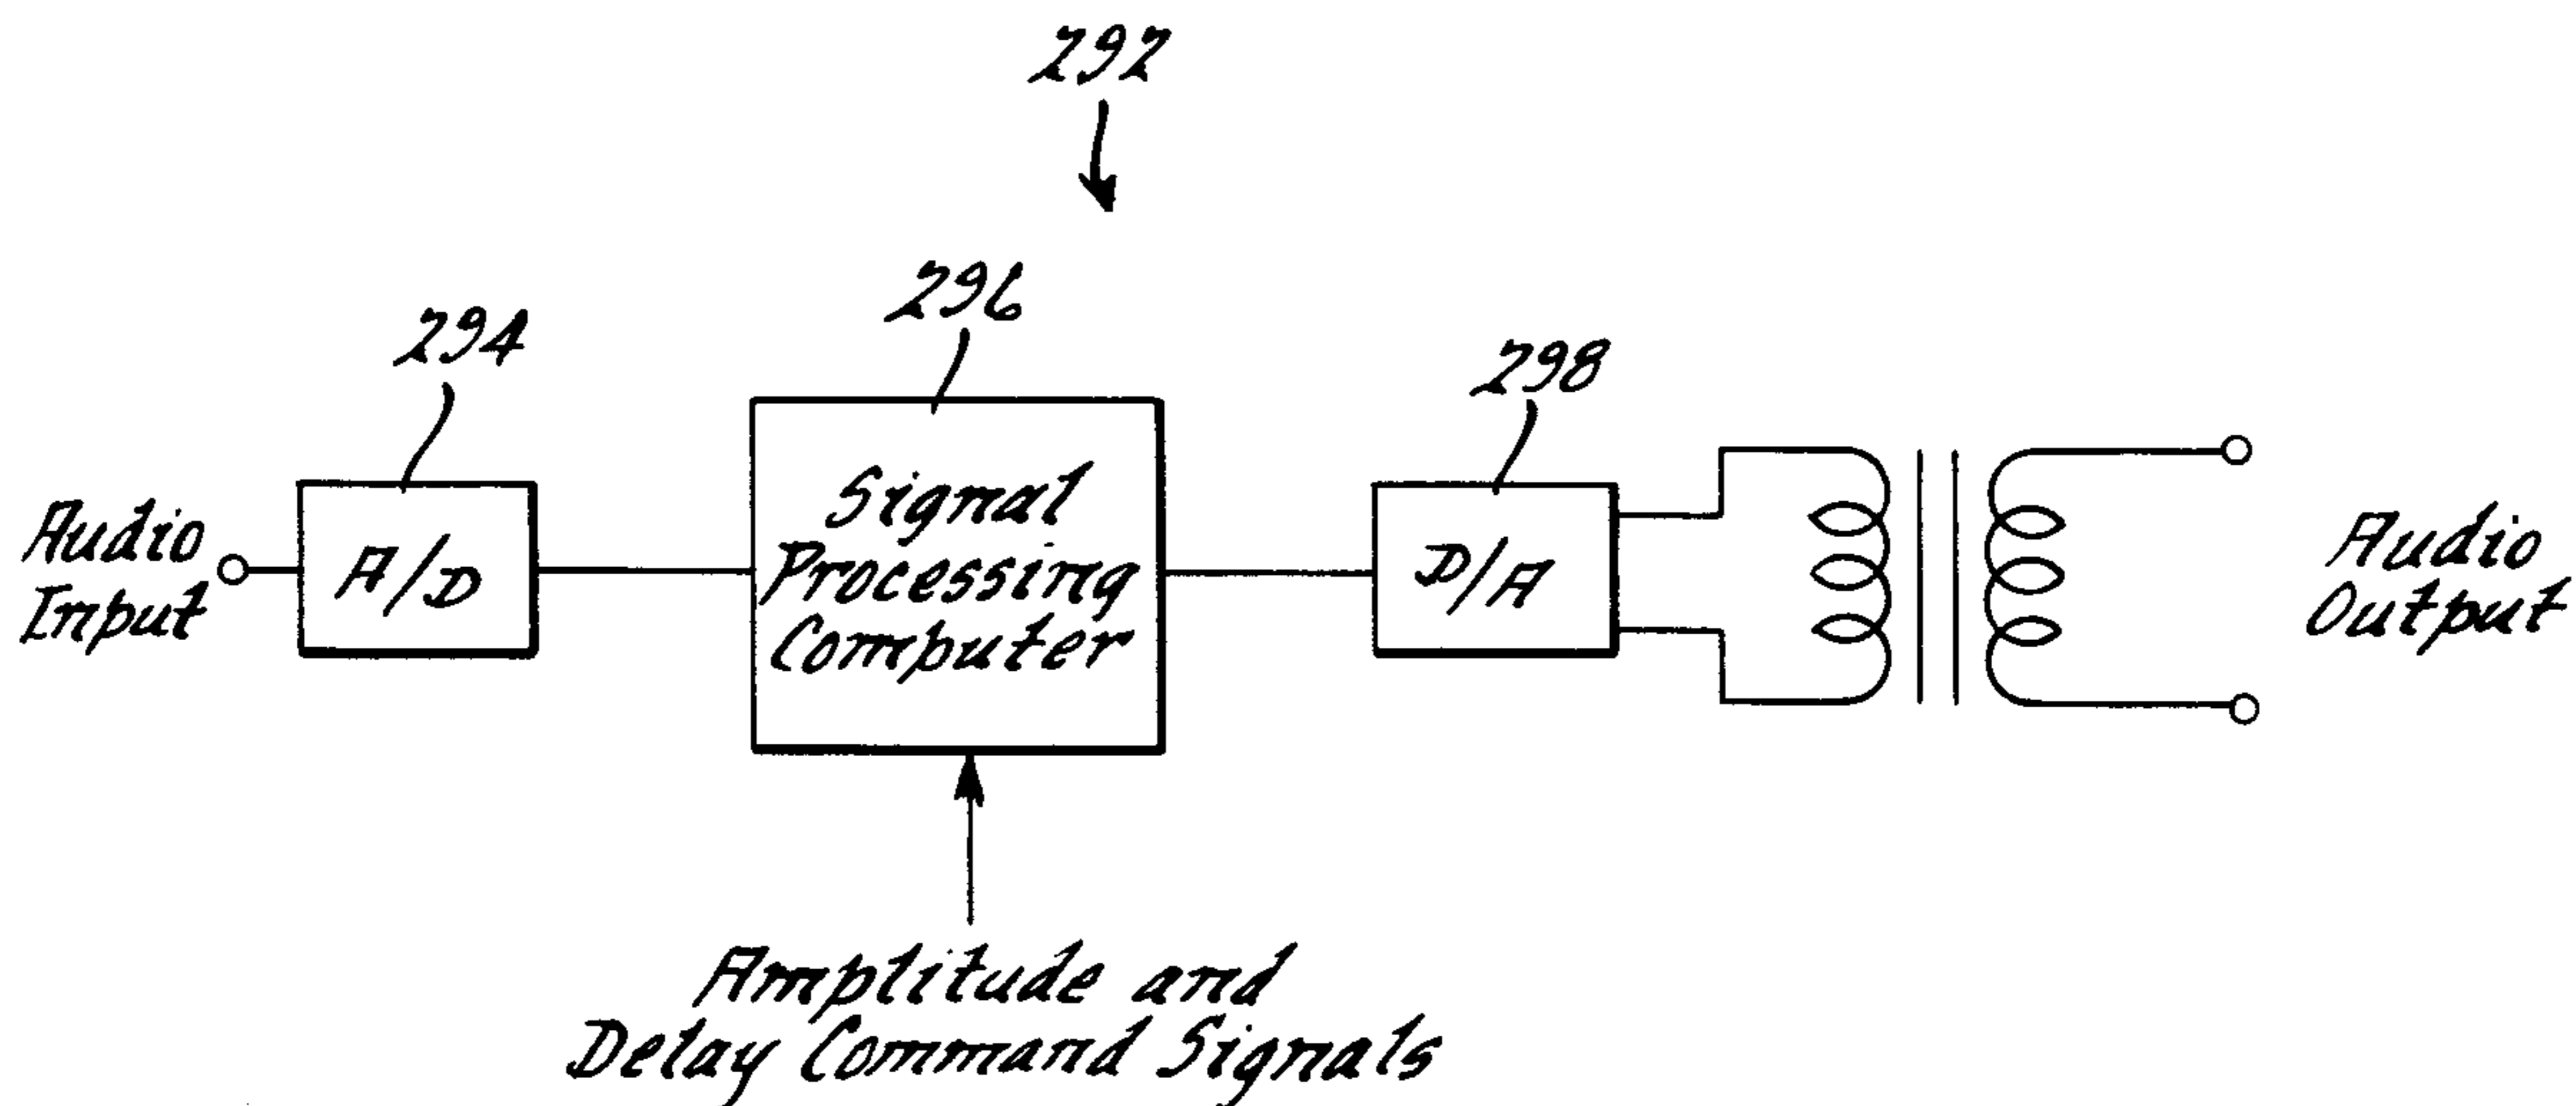 292
294
296
298
Audio
Input
A/D
Signal
Processing
Computer
D/A
Audio
Output
Amplitude and
Delay Command Signals